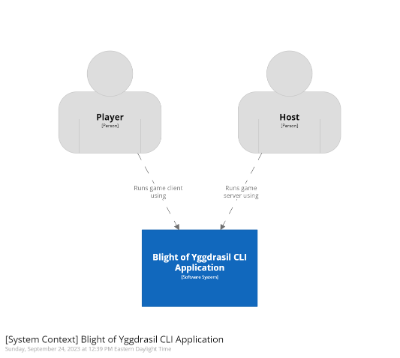 Player
[Person]
Host
[Person]
Runs game client
using
Runs game
server using
Blight of Yggdrasil CLI
Application
[Software System]
[System Context] Blight of Yggdrasil CLI Application
Sunday, September 24, 2023 at 12:39 PM Eastern Daylight Time